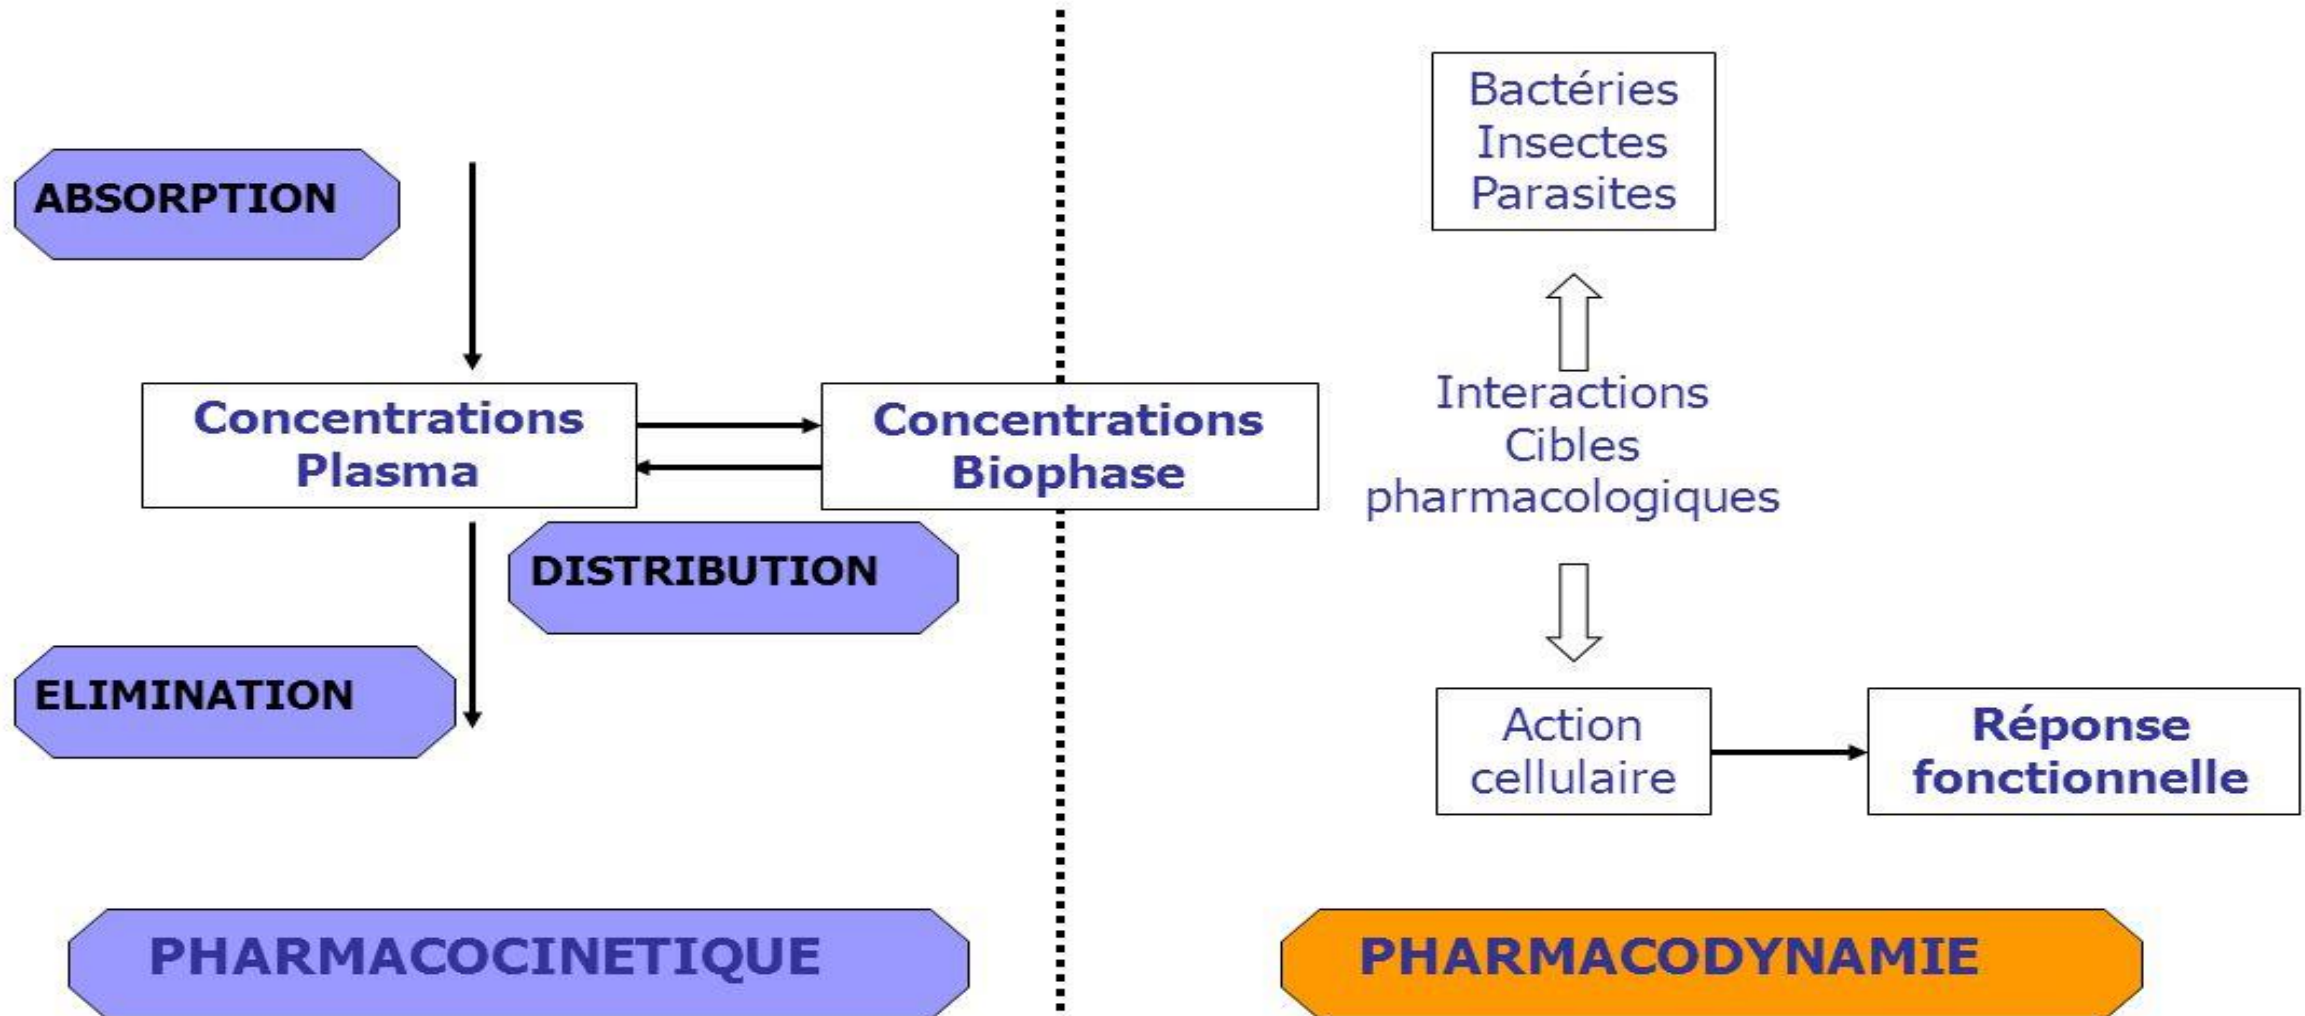 ABSORPTION
Concentrations
Plasma
Concentrations
Biophase
DISTRIBUTION
ELIMINATION
PHARMACOCINETIQUE
Bactéries
Insectes
Parasites
Interactions
Cibles
pharmacologiques
Action
cellulaire
Réponse
fonctionnelle
PHARMACODYNAMIE